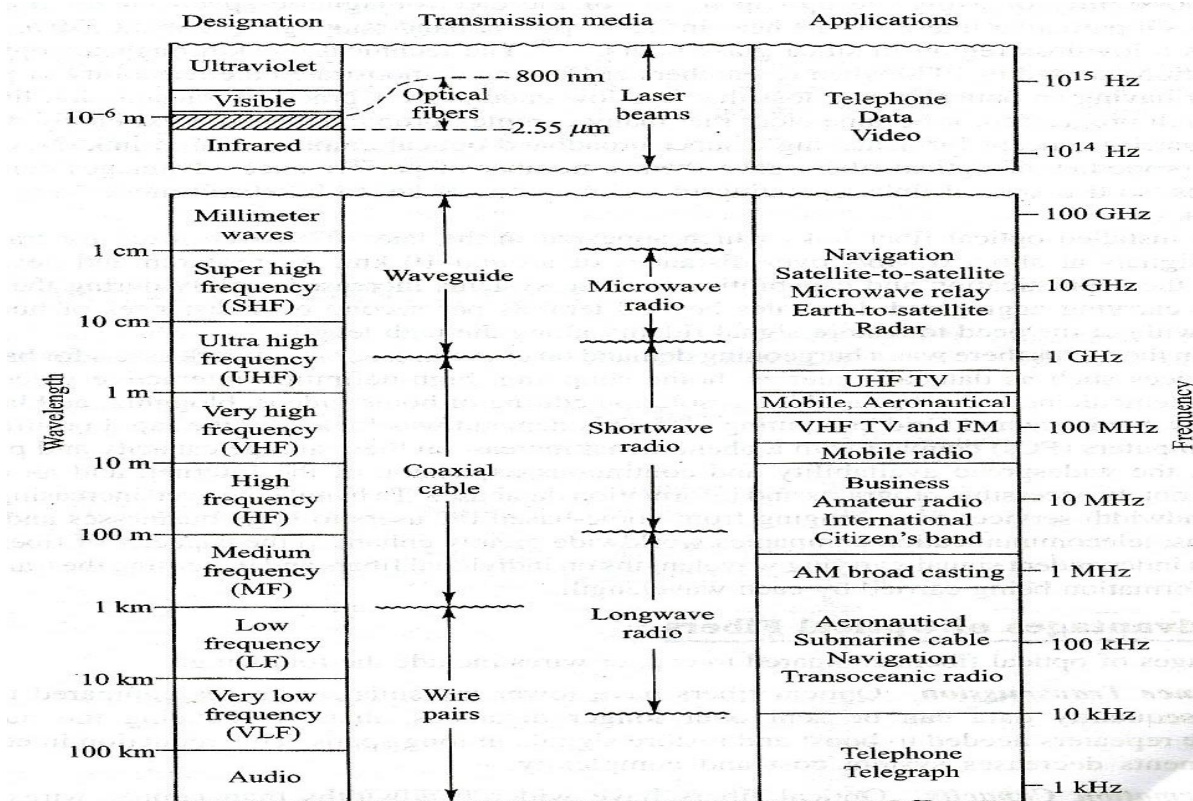 Designation
Transmission media
Applications
Ultraviolet
Visible
Infrared
10⁻⁶ m
800 nm
Optical
fibers
2.55 μm
Laser
beams
Telephone
Data
Video
10¹⁵ Hz
10¹⁴ Hz
Wavelength
1 cm
10 cm
1 m
10 m
100 m
1 km
10 km
100 km
Millimeter
waves
Super high
frequency
(SHF)
Ultra high
frequency
(UHF)
Very high
frequency
(VHF)
High
frequency
(HF)
Medium
frequency
(MF)
Low
frequency
(LF)
Very low
frequency
(VLF)
Audio
Waveguide
Coaxial
cable
Wire
pairs
Microwave
radio
Shortwave
radio
Longwave
radio
Navigation
Satellite-to-satellite
Microwave relay
Earth-to-satellite
Radar
UHF TV
Mobile, Aeronautical
VHF TV and FM
Mobile radio
Business
Amateur radio
International
Citizen's band
AM broad casting
Aeronautical
Submarine cable
Navigation
Transoceanic radio
Telephone
Telegraph
100 GHz
10 GHz
1 GHz
100 MHz
10 MHz
1 MHz
100 kHz
10 kHz
1 kHz
Frequency